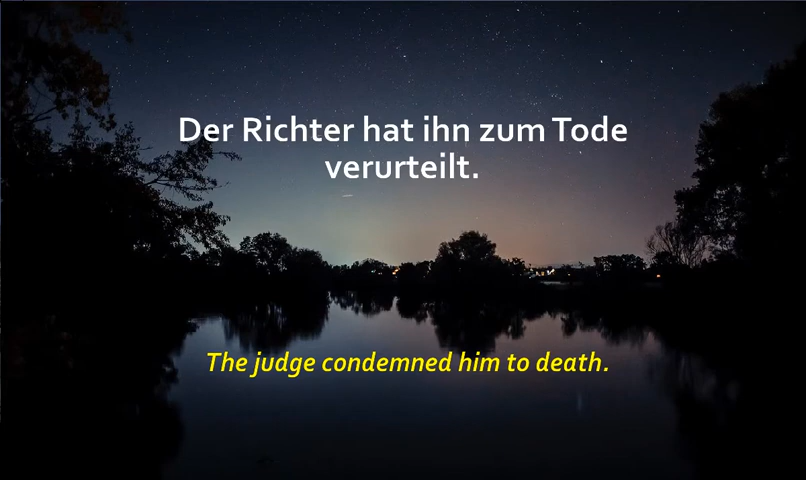 Der Richter hat ihn zum Tode
verurteilt.
The judge condemned him to death.